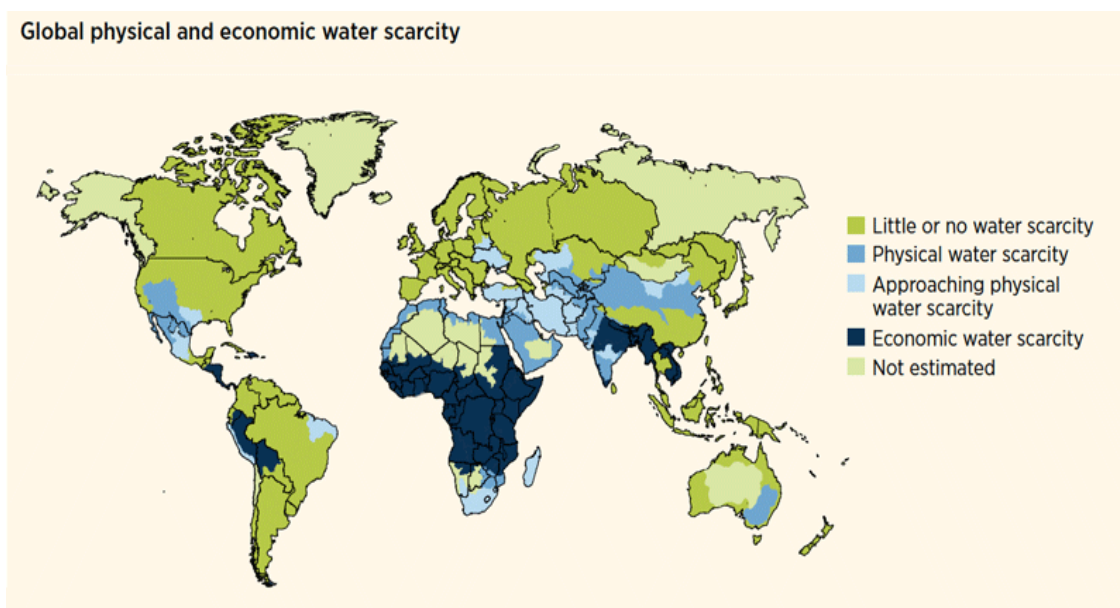 Global physical and economic water scarcity
Little or no water scarcity
Physical water scarcity
Approaching physical
water scarcity
Economic water scarcity
Not estimated